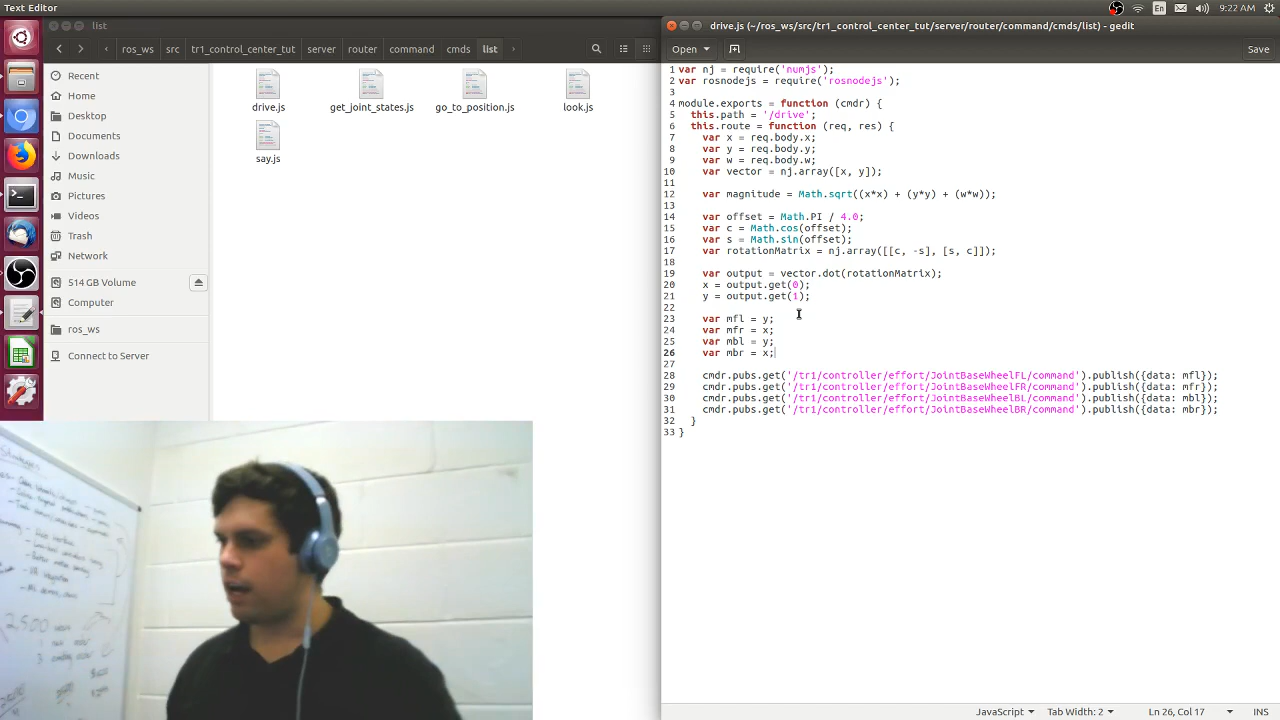 Text Editor
En
9:22 AM
list
ros_ws
src
tr1_control_center_tut
server
router
command
cmds
list
Recent
Home
Desktop
Documents
Downloads
Music
Pictures
Videos
Trash
Network
514 GB Volume
Computer
ros_ws
Connect to Server
drive.js
get_joint_states.js
go_to_position.js
look.js
say.js
drive.js (~/ros_ws/src/tr1_control_center_tut/server/router/command/cmds/list) - gedit
Open
Save
1 var nj = require('numjs');
2 var rosnodejs = require('rosnodejs');
3
4 module.exports = function (cmdr) {
5   this.path = '/drive';
6   this.route = function (req, res) {
7     var x = req.body.x;
8     var y = req.body.y;
9     var w = req.body.w;
10     var vector = nj.array([x, y]);
11
12     var magnitude = Math.sqrt((x*x) + (y*y) + (w*w));
13
14     var offset = Math.PI / 4.0;
15     var c = Math.cos(offset);
16     var s = Math.sin(offset);
17     var rotationMatrix = nj.array([[c, -s], [s, c]]);
18
19     var output = vector.dot(rotationMatrix);
20     x = output.get(0);
21     y = output.get(1);
22
23     var mfl = y;
24     var mfr = x;
25     var mbl = y;
26     var mbr = x;
27
28     cmdr.pubs.get('/tr1/controller/effort/JointBaseWheelFL/command').publish({data: mfl});
29     cmdr.pubs.get('/tr1/controller/effort/JointBaseWheelFR/command').publish({data: mfr});
30     cmdr.pubs.get('/tr1/controller/effort/JointBaseWheelBL/command').publish({data: mbl});
31     cmdr.pubs.get('/tr1/controller/effort/JointBaseWheelBR/command').publish({data: mbr});
32   }
33 }
2500
JavaScript
Tab Width: 2
Ln 26, Col 17
INS